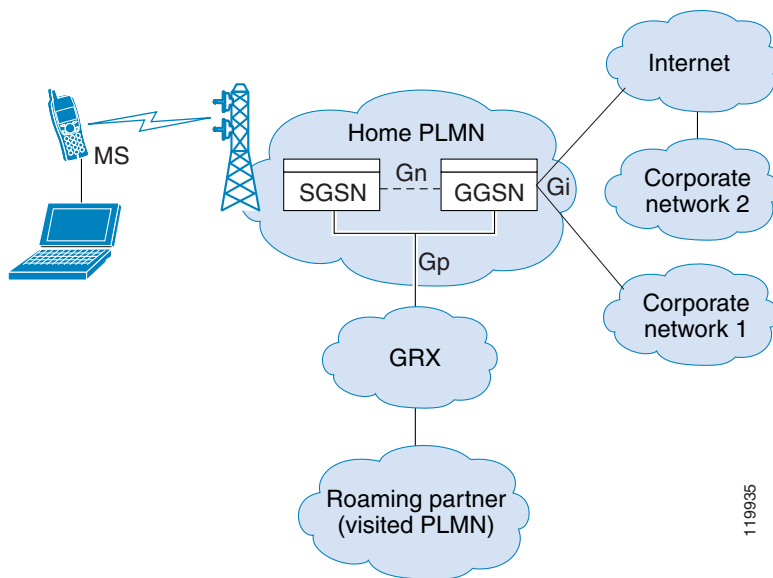 Internet
Home PLMN
MS
SGSN
Gn
GGSN
Gi
Corporate
network 2
Gp
Corporate
network 1
GRX
Roaming partner
(visited PLMN)
119935